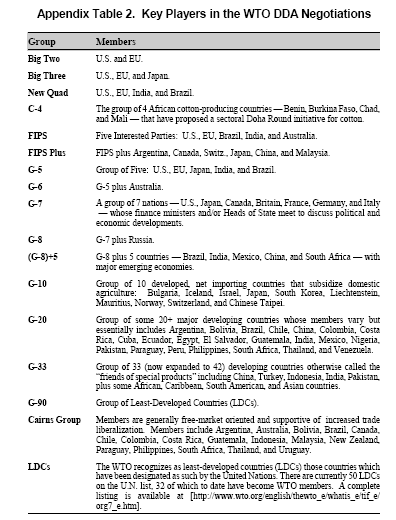 Appendix Table 2. Key Players in the WTO DDA Negotiations
Group Members
Big Two U.S. and EU.
Big Three U.S., EU, and Japan.
New Quad U.S., EU, India, and Brazil.
C-4 The group of 4 African cotton-producing countries — Benin, Burkina Faso, Chad,
and Mali — that have proposed a sectoral Doha Round initiative for cotton.
FIPS Five Interested Parties: U.S., EU, Brazil, India, and Australia.
FIPS Plus FIPS plus Argentina, Canada, Switz., Japan, China, and Malaysia.
G-5 Group of Five: U.S., EU, Japan, India, and Brazil.
G-6 G-5 plus Australia.
G-7 A group of 7 nations — U.S., Japan, Canada, Britain, France, Germany, and Italy
— whose finance ministers and/or Heads of State meet to discuss political and
economic developments.
G-8 G-7 plus Russia.
(G-8)+5 G-8 plus 5 countries — Brazil, India, Mexico, China, and South Africa — with
major emerging economies.
G-10 Group of 10 developed, net importing countries that subsidize domestic
agriculture: Bulgaria, Iceland, Israel, Japan, South Korea, Liechtenstein,
Mauritius, Norway, Switzerland, and Chinese Taipei.
G-20 Group of some 20+ major developing countries whose members vary but
essentially includes Argentina, Bolivia, Brazil, Chile, China, Colombia, Costa
Rica, Cuba, Ecuador, Egypt, El Salvador, Guatemala, India, Mexico, Nigeria,
Pakistan, Paraguay, Peru, Philippines, South Africa, Thailand, and Venezuela.
G-33 Group of 33 (now expanded to 42) developing countries otherwise called the
“friends of special products” including China, Turkey, Indonesia, India, Pakistan,
plus some African, Caribbean, South American, and Asian countries.
G-90 Group of Least-Developed Countries (LDCs).
Cairns Group Members are generally free-market oriented and supportive of increased trade
liberalization. Members include Argentina, Australia, Bolivia, Brazil, Canada,
Chile, Colombia, Costa Rica, Guatemala, Indonesia, Malaysia, New Zealand,
Paraguay, Philippines, South Africa, Thailand, and Uruguay.
LDCs The WTO recognizes as least-developed countries (LDCs) those countries which
have been designated as such by the United Nations. There are currently 50 LDCs
on the U.N. list, 32 of which to date have become WTO members. A complete
listing is available at [http://www.wto.org/english/thewto_e/whatis_e/tif_e/
org7_e.htm].